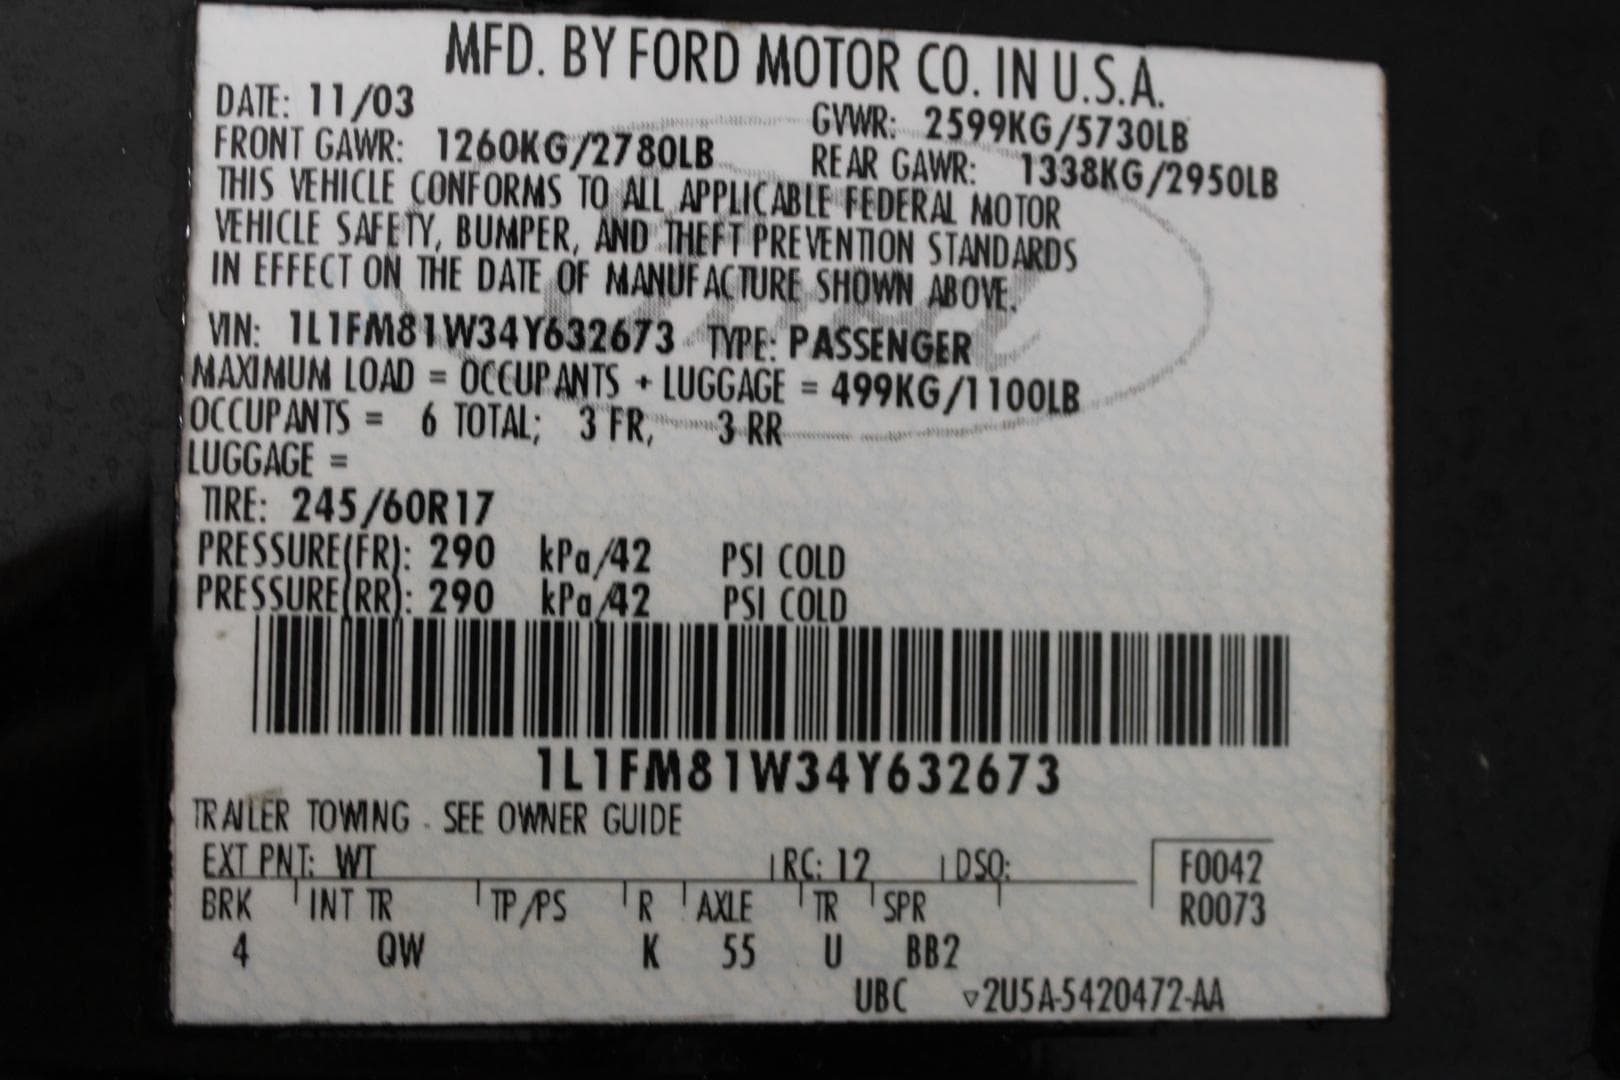 MFD. BY FORD MOTOR CO. IN U.S.A.
DATE: 11/03 GVWR: 2599KG/5730LB
FRONT GAWR: 1260KG/2780LB REAR GAWR: 1338KG/2950LB
THIS VEHICLE CONFORMS TO ALL APPLICABLE FEDERAL MOTOR
VEHICLE SAFETY, BUMPER, AND THEFT PREVENTION STANDARDS
IN EFFECT ON THE DATE OF MANUFACTURE SHOWN ABOVE.
VIN: 1L1FM81W34Y632673 TYPE: PASSENGER
MAXIMUM LOAD = OCCUPANTS + LUGGAGE = 499KG/1100LB
OCCUPANTS = 6 TOTAL; 3 FR, 3 RR
LUGGAGE =
TIRE: 245/60R17
PRESSURE(FR): 290 kPa/42 PSI COLD
PRESSURE(RR): 290 kPa/42 PSI COLD
1L1FM81W34Y632673
TRAILER TOWING - SEE OWNER GUIDE
EXT PNT: WT RC: 12 DSO: F0042
BRK INT TR TP/PS R AXLE TR SPR R0073
4 QW K 55 U BB2
UBC ▽2U5A-5420472-AA